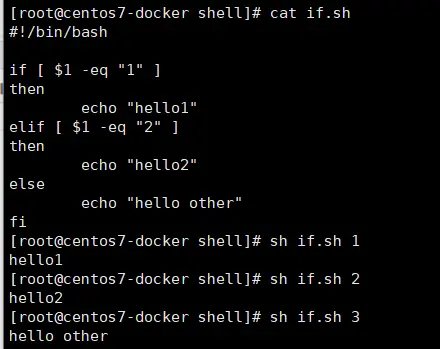 [root@centos7-docker shell]# cat if.sh
#!/bin/bash

if [ $1 -eq "1" ]
then
        echo "hello1"
elif [ $1 -eq "2" ]
then
        echo "hello2"
else
        echo "hello other"
fi
[root@centos7-docker shell]# sh if.sh 1
hello1
[root@centos7-docker shell]# sh if.sh 2
hello2
[root@centos7-docker shell]# sh if.sh 3
hello other